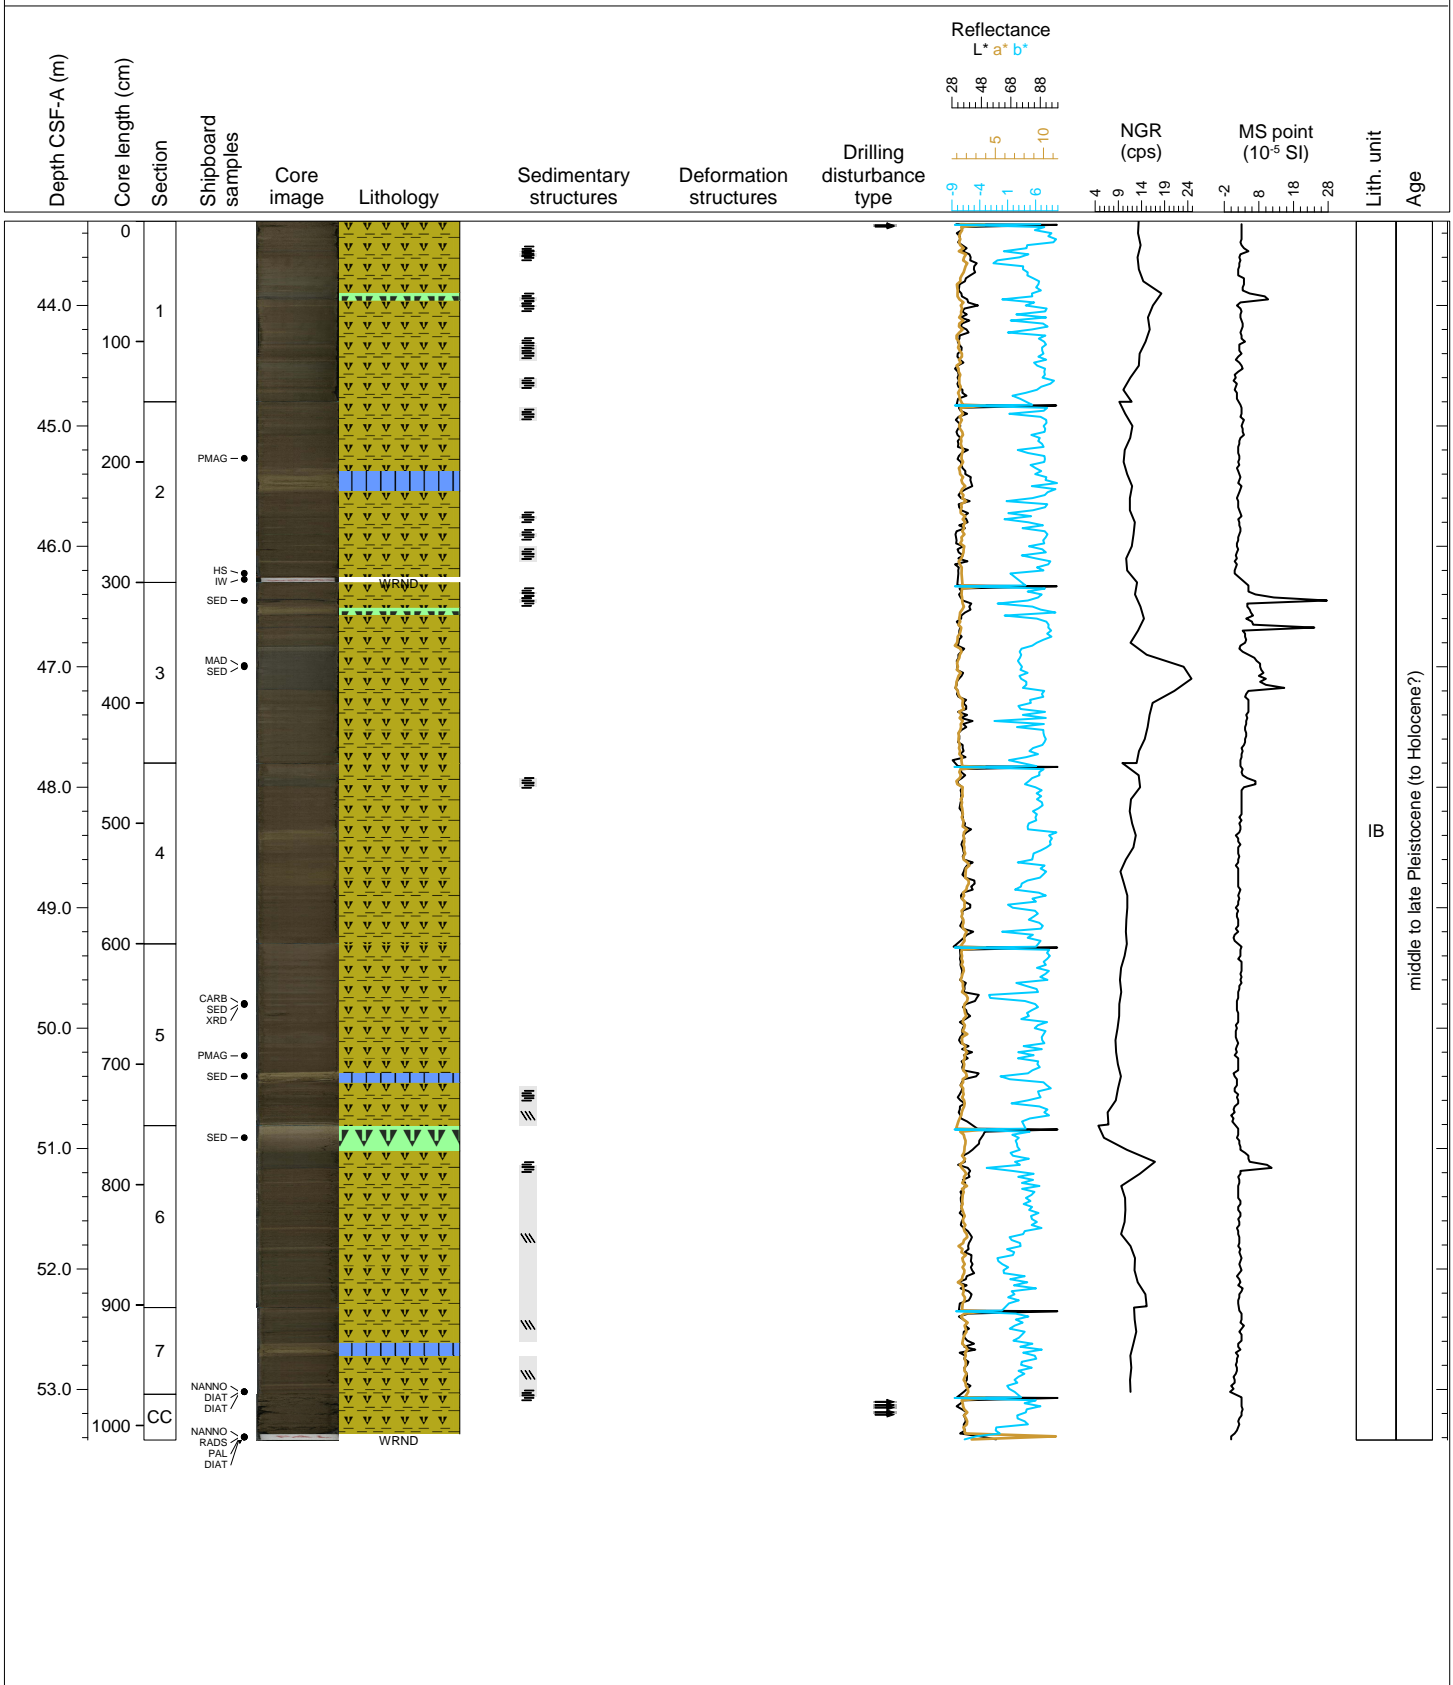 Reflectance
L* a* b*
28 48 68 88
5 10
-9 -4 1 6
Depth CSF-A (m)
Core length (cm)
Section
Shipboard
samples
Core
image
Lithology
Sedimentary
structures
Deformation
structures
Drilling
disturbance
type
NGR
(cps)
4 9 14 19 24
MS point
(10-5 SI)
-2 8 18 28
Lith. unit
Age
0
44.0
1
100
45.0
PMAG
200
2
46.0
HS
IW
300
WRND
SED
MAD
SED
47.0
3
400
48.0
500
4
IB
49.0
600
CARB
SED
XRD
50.0
5
PMAG
700
SED
SED
51.0
800
6
52.0
900
7
NANNO
DIAT
DIAT
53.0
CC
1000
NANNO
RADS
PAL
DIAT
WRND
middle to late Pleistocene (to Holocene?)